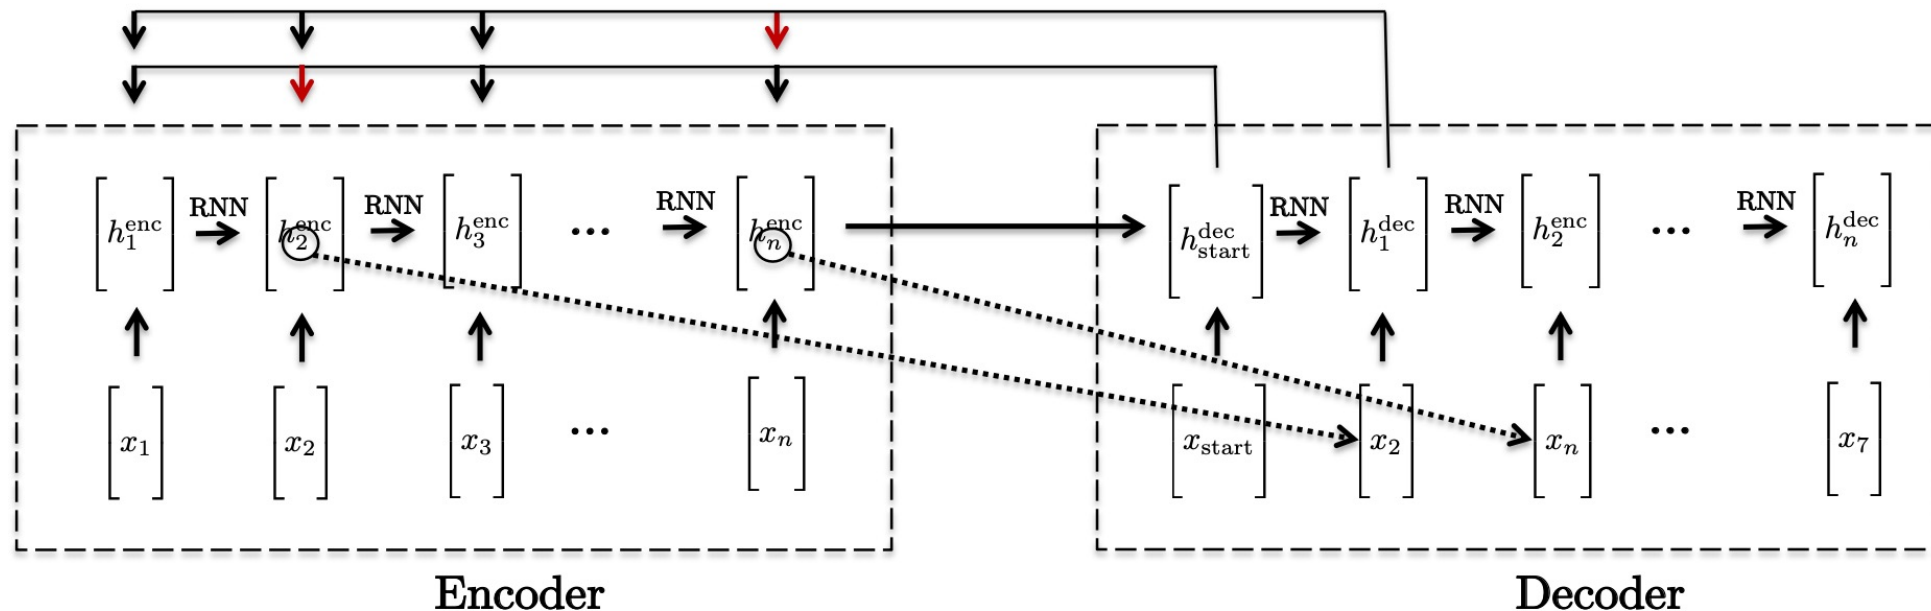 RNN RNN RNN RNN RNN RNN
h_1^enc h_2^enc h_3^enc ... h_n^enc h_start^dec h_1^dec h_2^enc ... h_n^dec
x_1 x_2 x_3 ... x_n x_start x_2 x_n ... x_7
Encoder Decoder